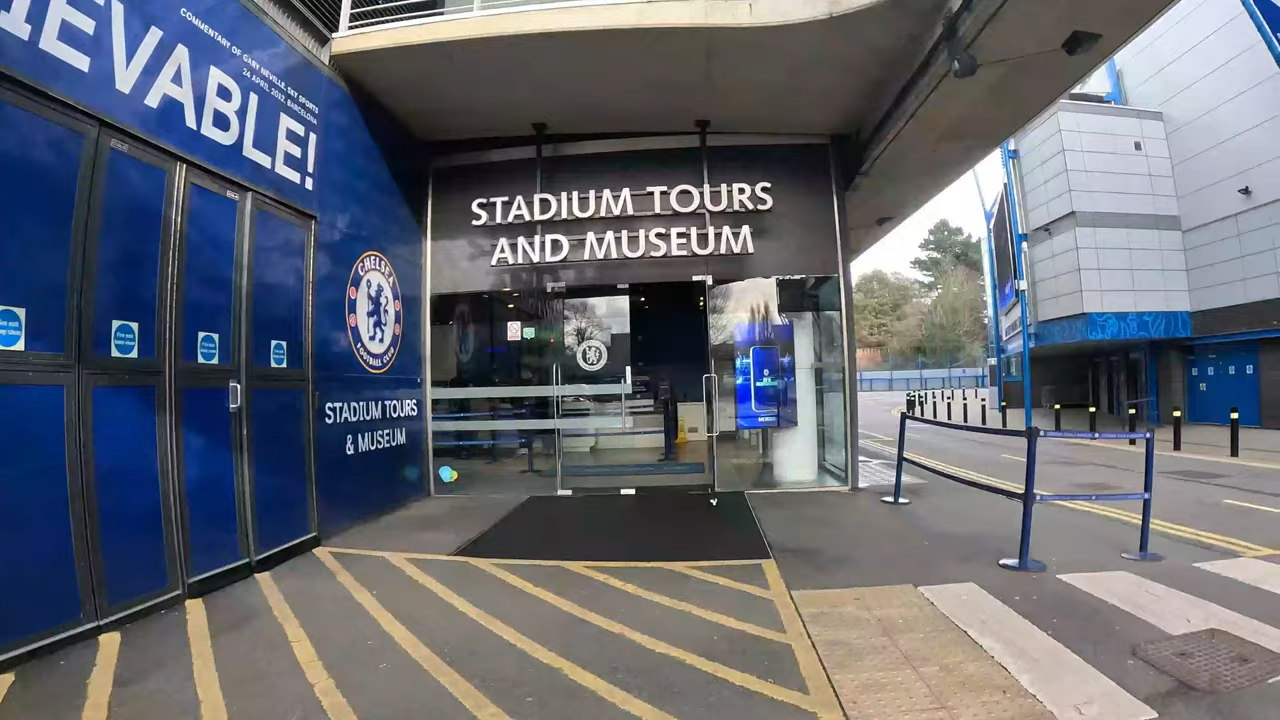 IEVABLE!
COMMENTARY OF GARY NEVILLE, SKY SPORTS
24 APRIL 2012, BARCELONA
STADIUM TOURS
AND MUSEUM
CHELSEA
FOOTBALL CLUB
STADIUM TOURS
& MUSEUM